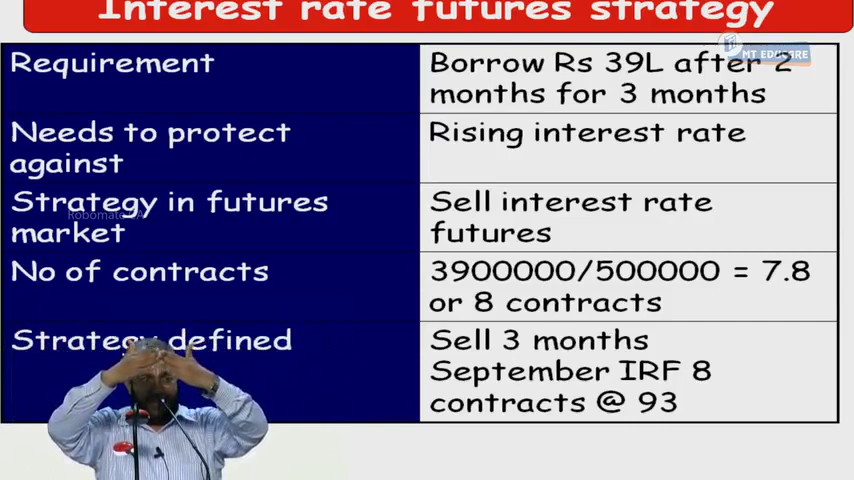 Interest rate futures strategy
MT EDUCARE
Requirement
Borrow Rs 39L after 2
months for 3 months
Needs to protect
against
Rising interest rate
Strategy in futures
market
Robomate CA
Sell interest rate
futures
No of contracts
3900000/500000 = 7.8
or 8 contracts
Strategy defined
Sell 3 months
September IRF 8
contracts @ 93